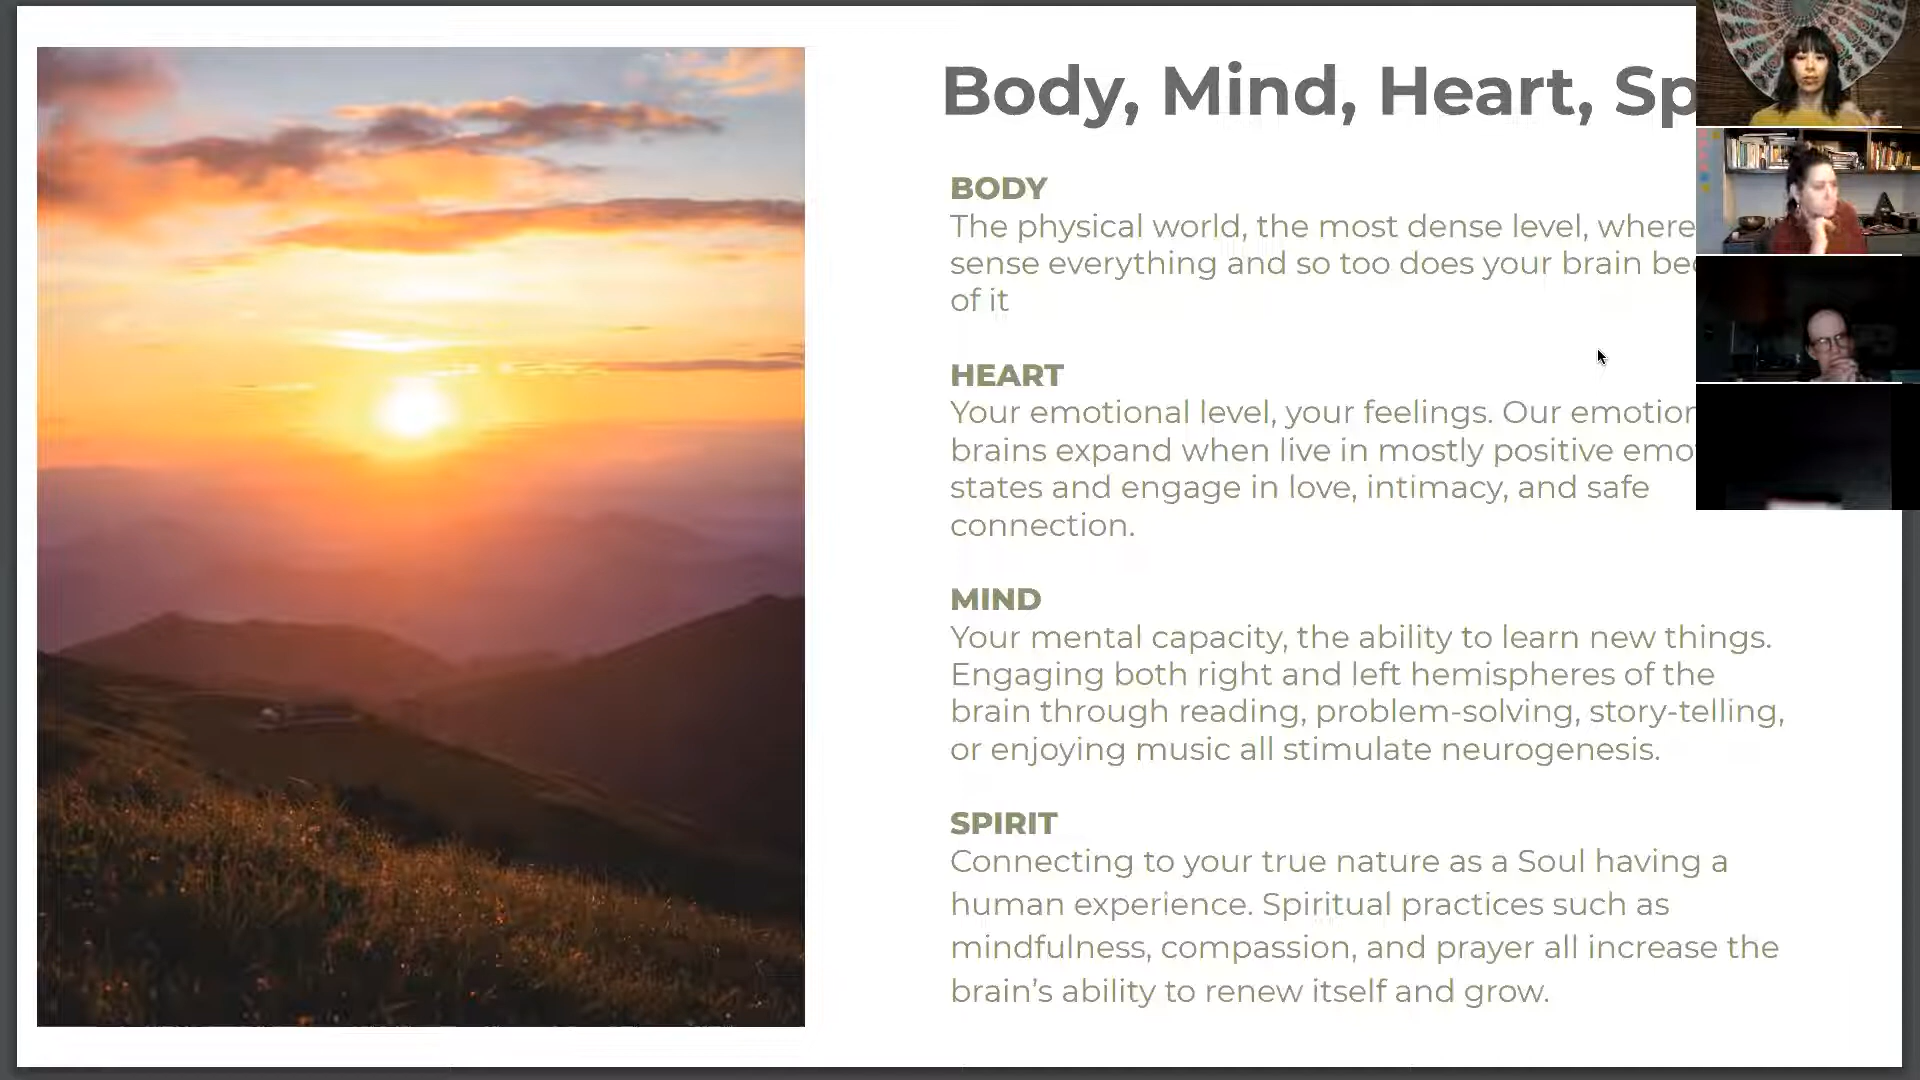 Body, Mind, Heart, Sp
BODY
The physical world, the most dense level, where
sense everything and so too does your brain bec
of it
HEART
Your emotional level, your feelings. Our emotion
brains expand when live in mostly positive emot
states and engage in love, intimacy, and safe
connection.
MIND
Your mental capacity, the ability to learn new things.
Engaging both right and left hemispheres of the
brain through reading, problem-solving, story-telling,
or enjoying music all stimulate neurogenesis.
SPIRIT
Connecting to your true nature as a Soul having a
human experience. Spiritual practices such as
mindfulness, compassion, and prayer all increase the
brain’s ability to renew itself and grow.